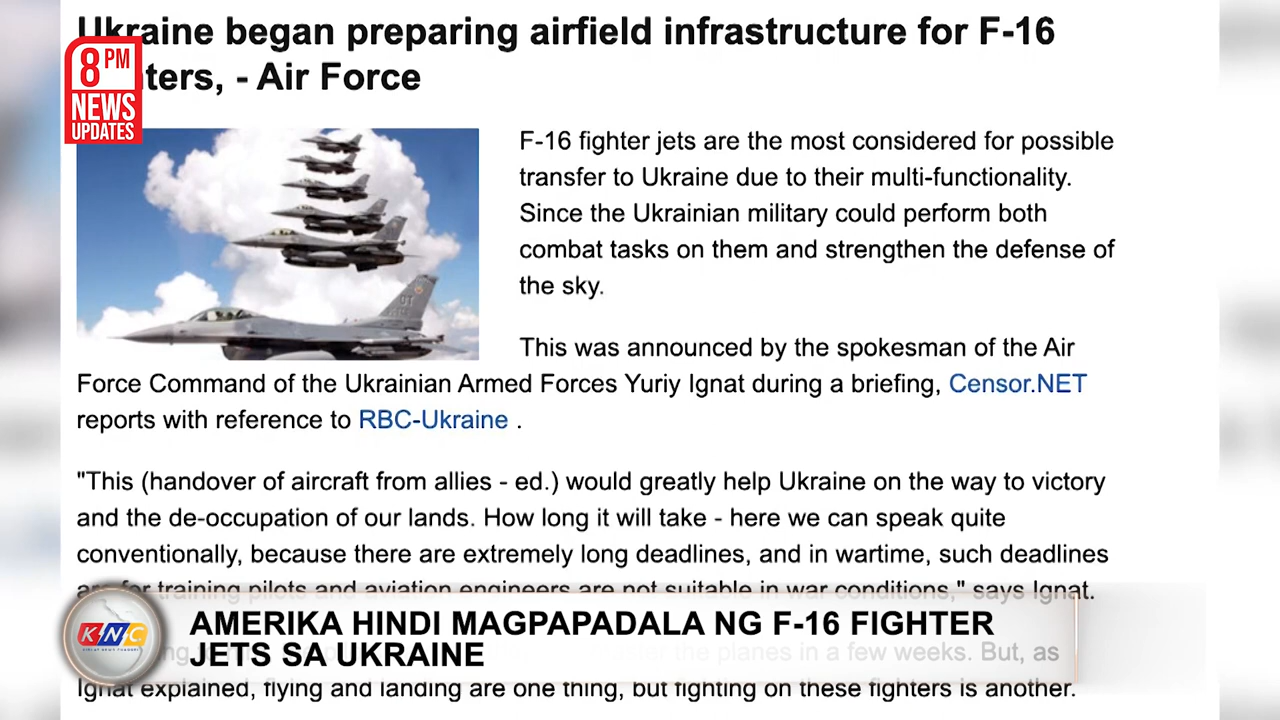 Ukraine began preparing airfield infrastructure for F-16
ters, - Air Force
8 PM
NEWS
UPDATES
F-16 fighter jets are the most considered for possible
transfer to Ukraine due to their multi-functionality.
Since the Ukrainian military could perform both
combat tasks on them and strengthen the defense of
the sky.
This was announced by the spokesman of the Air
Force Command of the Ukrainian Armed Forces Yuriy Ignat during a briefing, Censor.NET
reports with reference to RBC-Ukraine .
"This (handover of aircraft from allies - ed.) would greatly help Ukraine on the way to victory
and the de-occupation of our lands. How long it will take - here we can speak quite
conventionally, because there are extremely long deadlines, and in wartime, such deadlines
are for training pilots and aviation engineers are not suitable in war conditions," says Ignat.
KNC
AMERIKA HINDI MAGPAPADALA NG F-16 FIGHTER
JETS SA UKRAINE
the planes in a few weeks. But, as
Ignat explained, flying and landing are one thing, but fighting on these fighters is another.